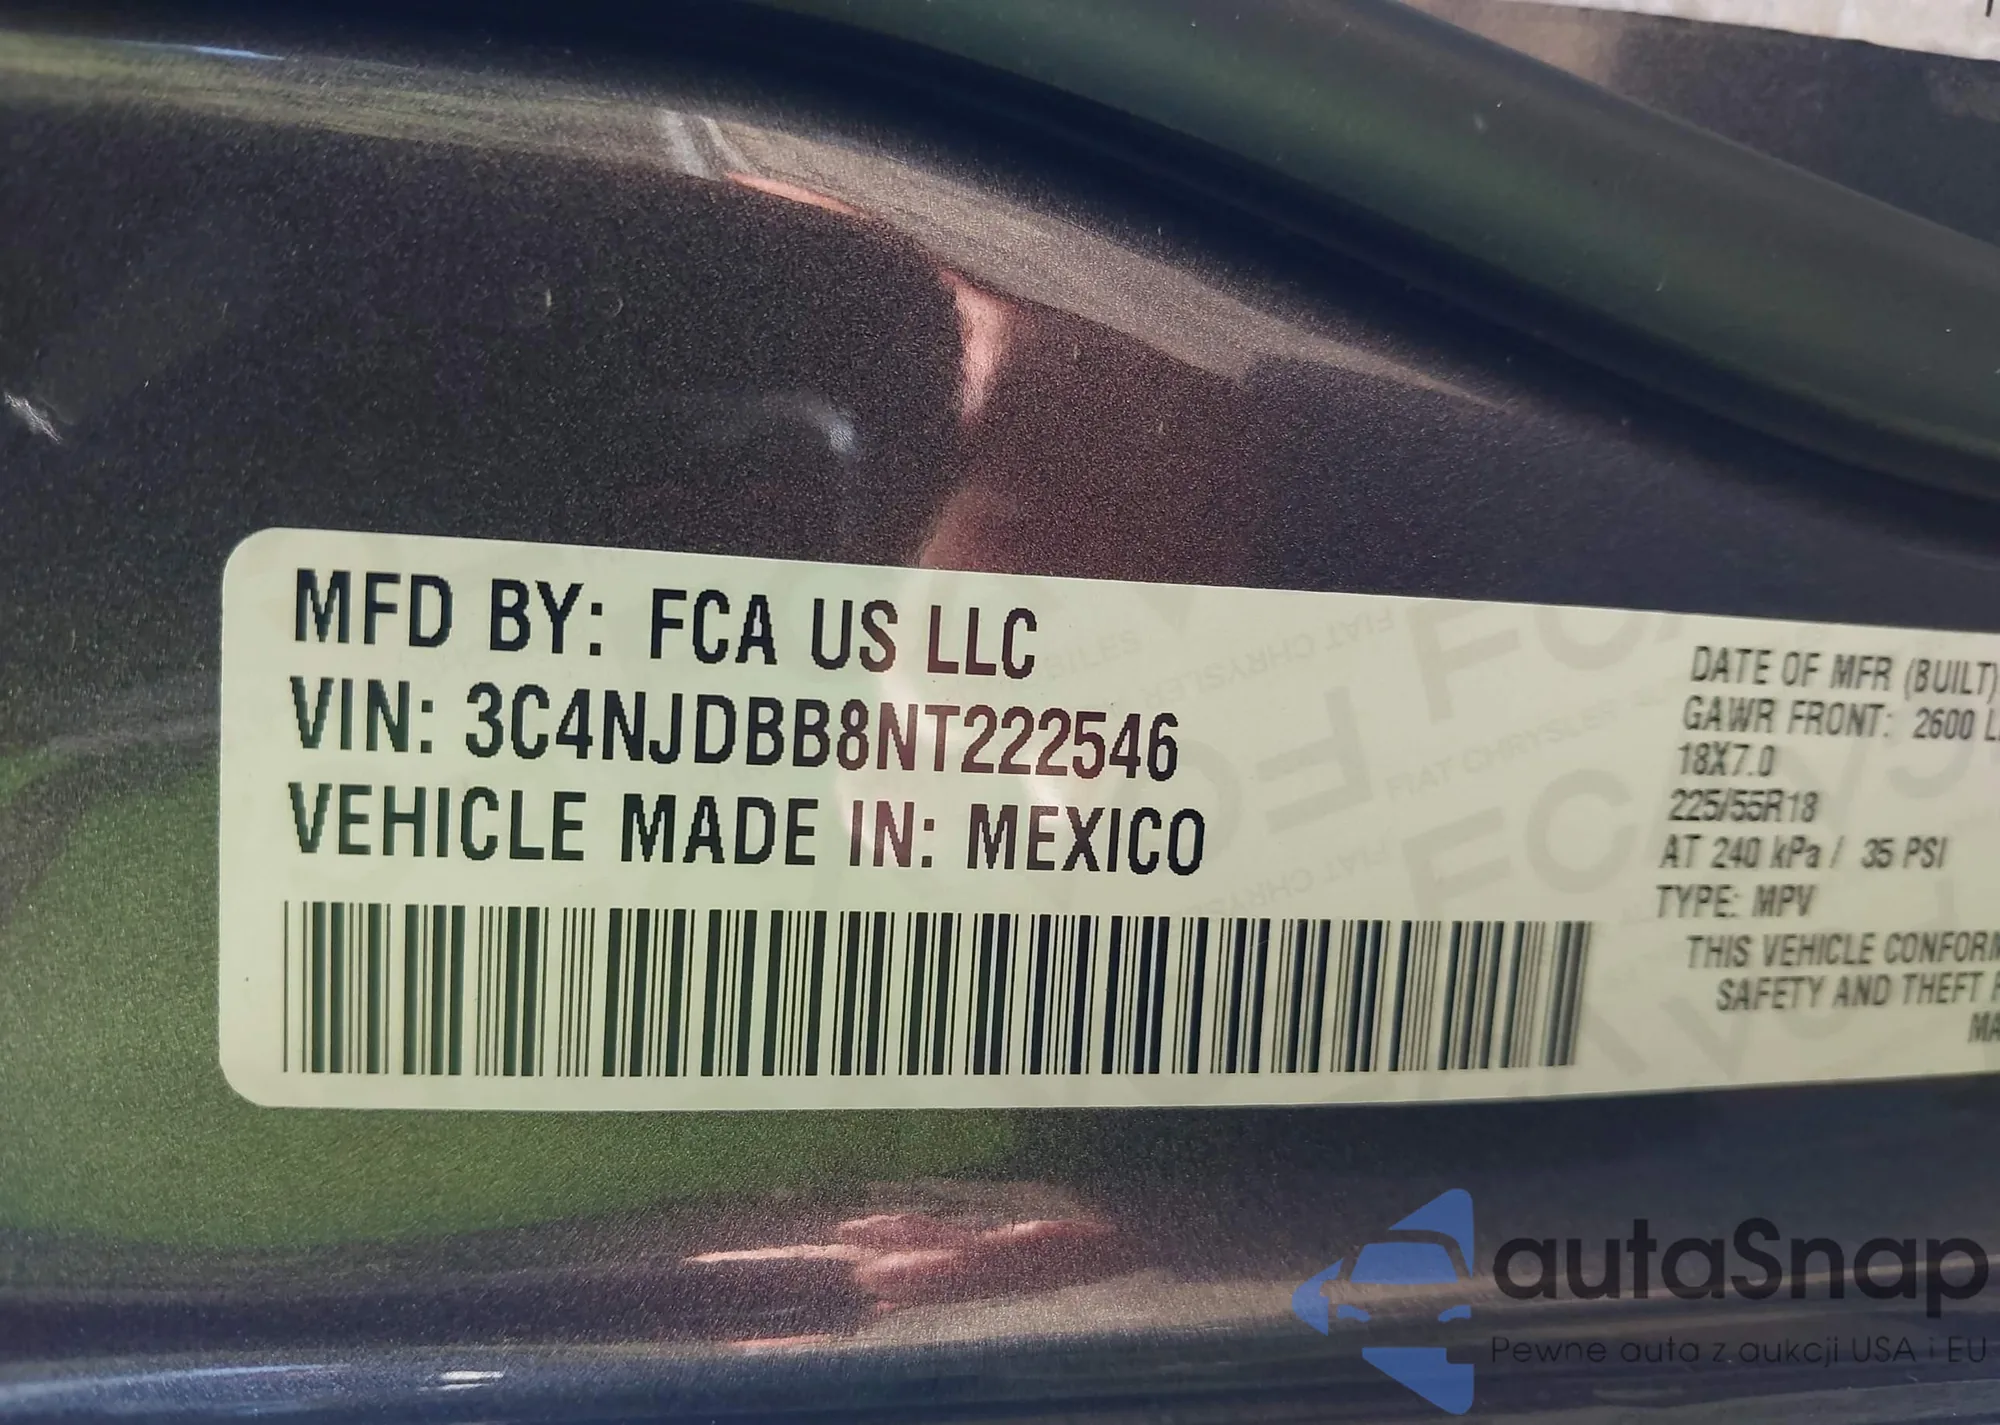 MFD BY: FCA US LLC
VIN: 3C4NJDBB8NT222546
VEHICLE MADE IN: MEXICO
DATE OF MFR (BUILT)
GAWR FRONT: 2600
18X7.0
225/55R18
AT 240 kPa / 35 PSI
TYPE: MPV
THIS VEHICLE CONFORM
SAFETY AND THEFT
MA
autaSnap
Pewne auta z aukcji USA i EU